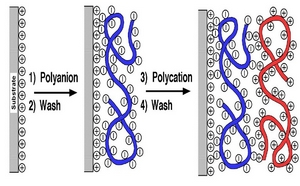 Substrate
1) Polyanion
2) Wash
3) Polycation
4) Wash